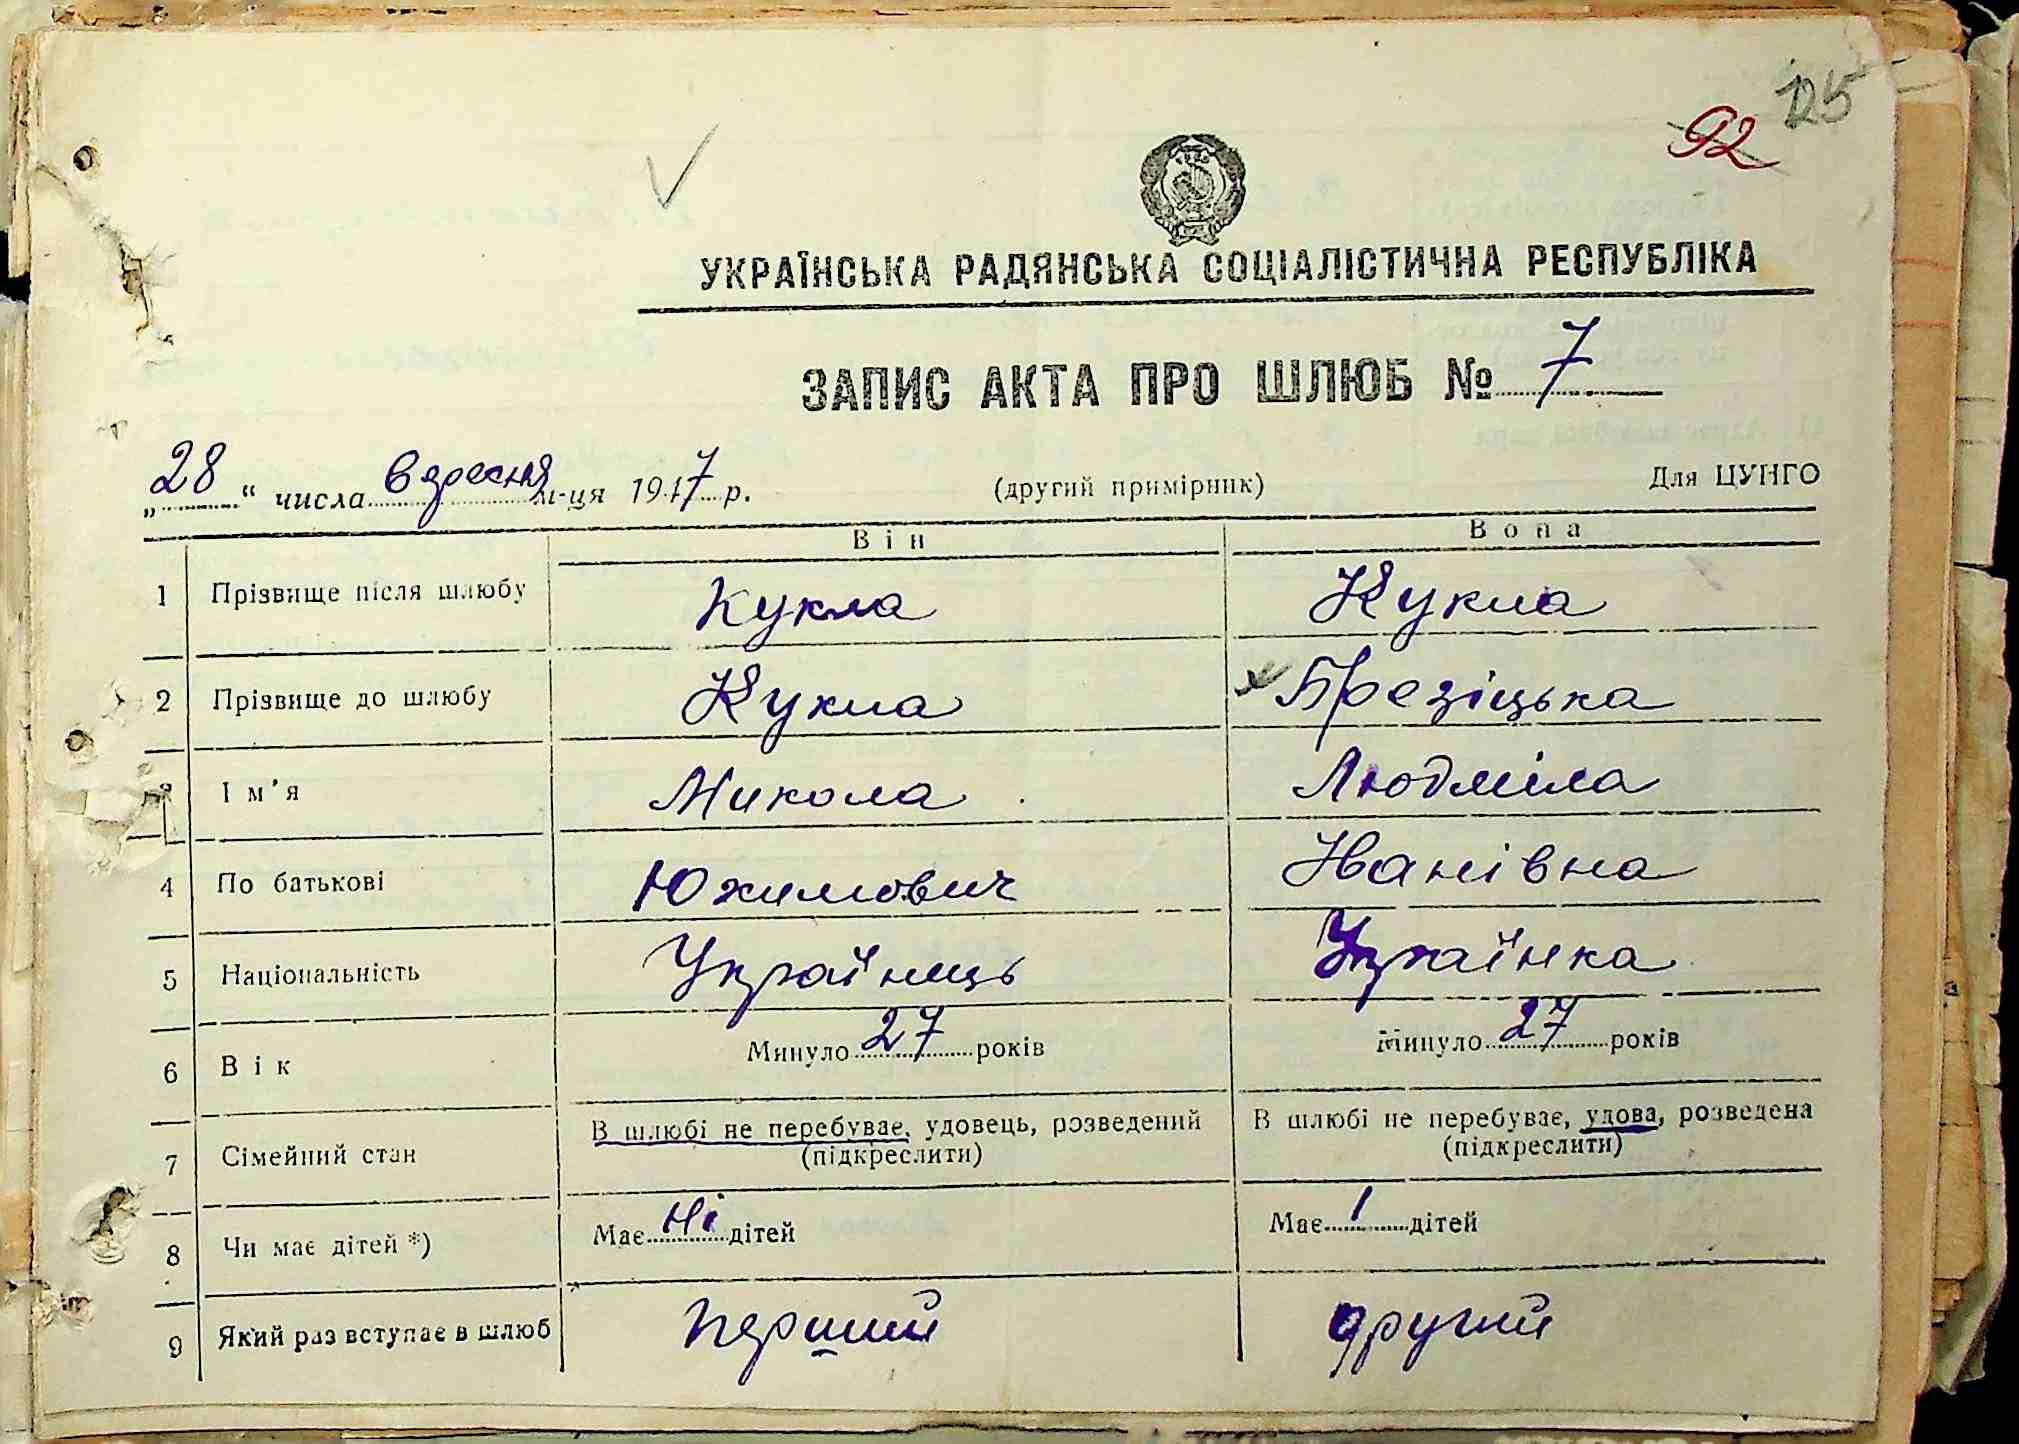 125
92
УКРАЇНСЬКА РАДЯНСЬКА СОЦІАЛІСТИЧНА РЕСПУБЛІКА
ЗАПИС АКТА ПРО ШЛЮБ № 7
„28“ числа вересня м-ця 1947 р. (другий примірник) Для ЦУНГО
Він Вона
1 Прізвище після шлюбу Кукла Кукла
2 Прізвище до шлюбу Кукла Брезіцька
3 Ім'я Микола Людміла
4 По батькові Юхимович Іванівна
5 Національність Українець Українка
6 Вік Минуло 27 років Минуло 27 років
7 Сімейний стан В шлюбі не перебуває, удовець, розведений (підкреслити) В шлюбі не перебуває, удова, розведена (підкреслити)
8 Чи має дітей *) Має Ні дітей Має 1 дітей
9 Який раз вступає в шлюб перший другий